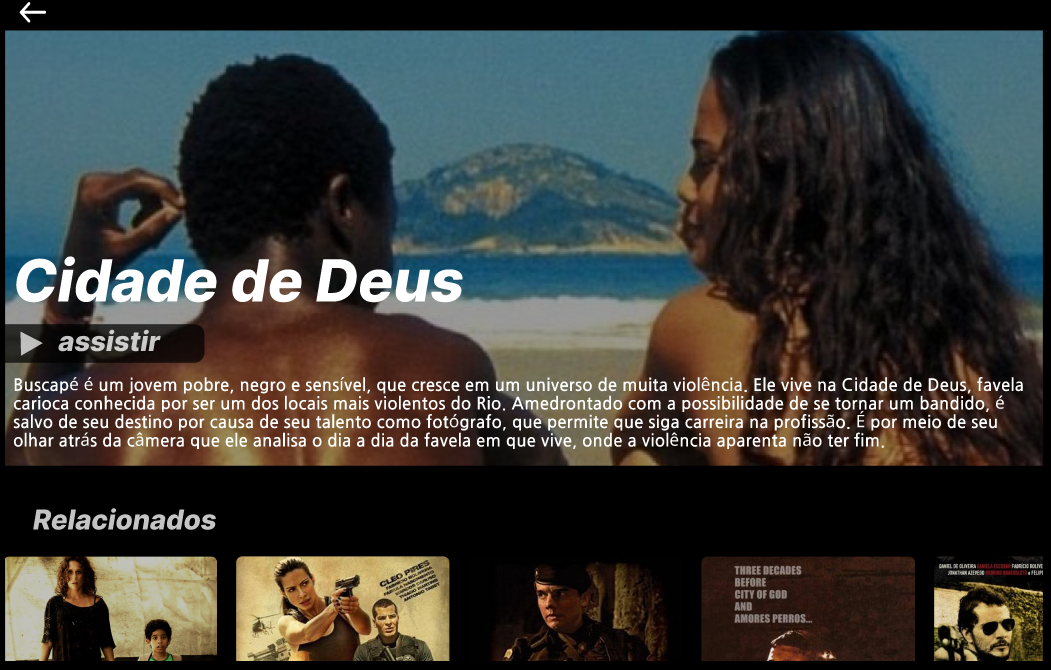 Cidade de Deus
assistir
Buscapé é um jovem pobre, negro e sensível, que cresce em um universo de muita violência. Ele vive na Cidade de Deus, favela
carioca conhecida por ser um dos locais mais violentos do Rio. Amedrontado com a possibilidade de se tornar um bandido, é
salvo de seu destino por causa de seu talento como fotógrafo, que permite que siga carreira na profissão. É por meio de seu
olhar atrás da câmera que ele analisa o dia a dia da favela em que vive, onde a violência aparenta não ter fim.
Relacionados
CLEO PIRES
THREE DECADES
BEFORE
CITY OF GOD
AND
AMORES PERROS...
DANIEL DE OLIVEIRA
JONATHAN AZEVEDO